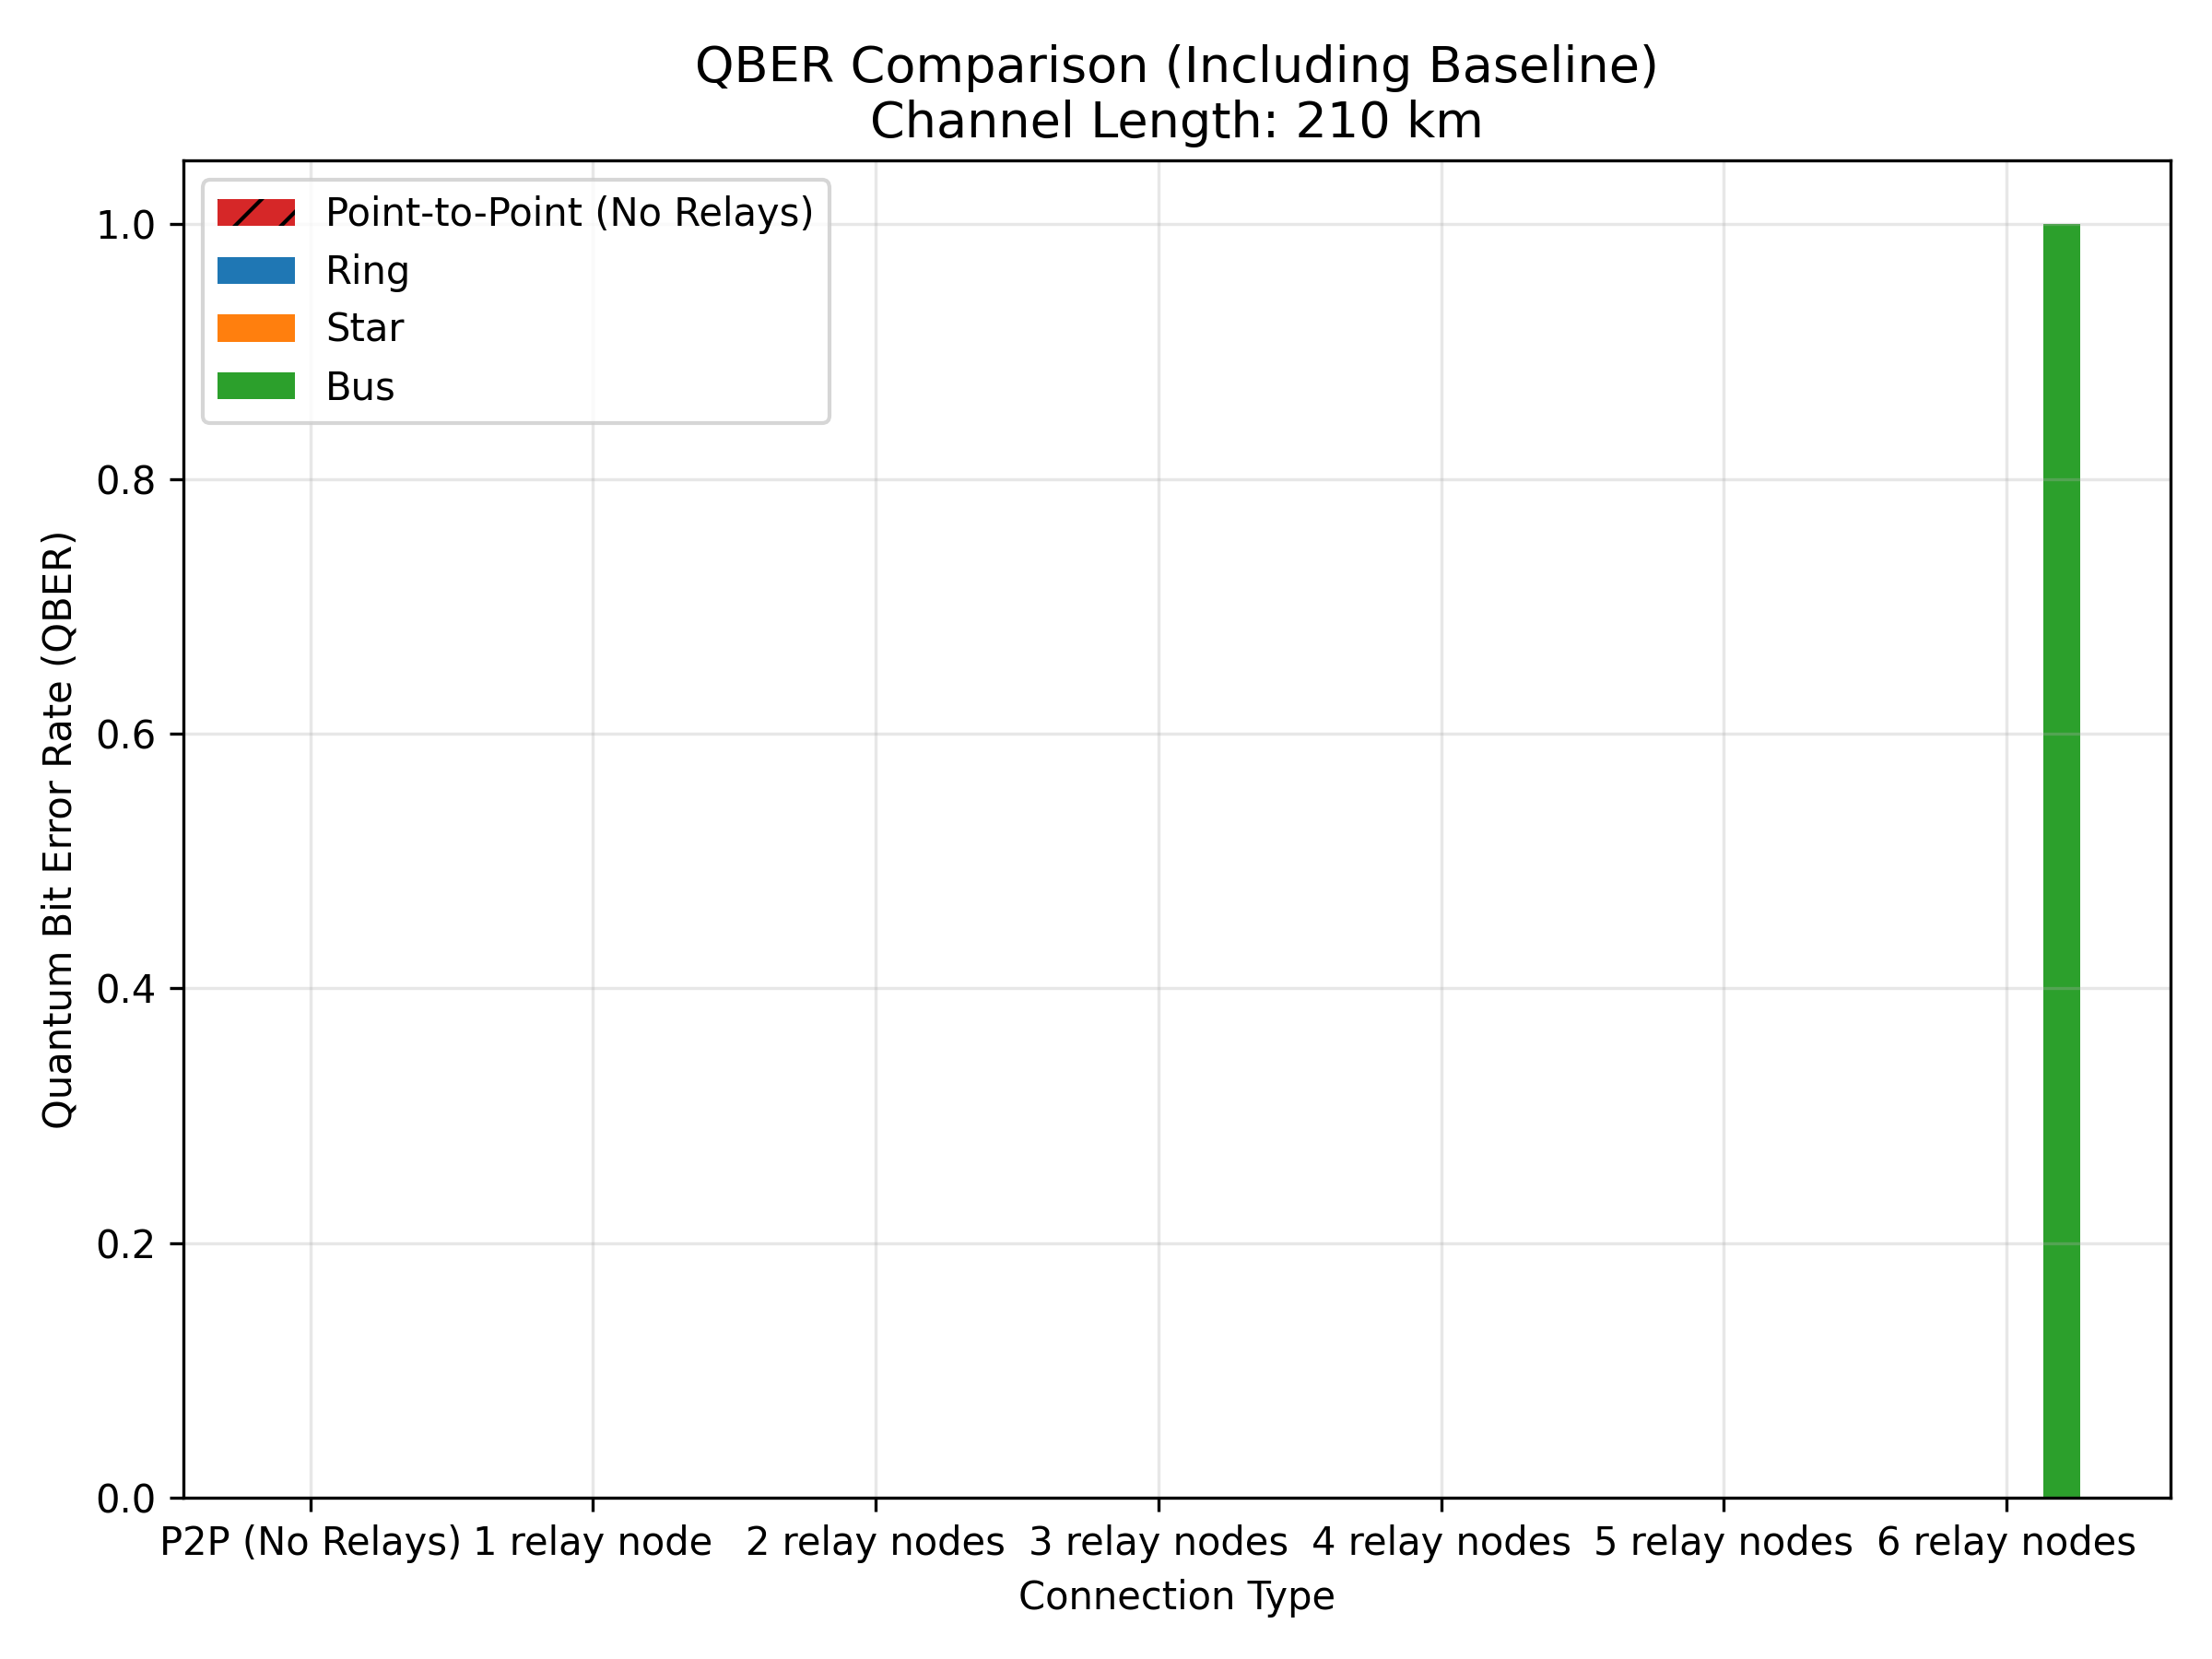 QBER Comparison (Including Baseline)
Channel Length: 210 km
Point-to-Point (No Relays)
Ring
Star
Bus
Quantum Bit Error Rate (QBER)
1.0
0.8
0.6
0.4
0.2
0.0
P2P (No Relays) 1 relay node 2 relay nodes 3 relay nodes 4 relay nodes 5 relay nodes 6 relay nodes
Connection Type